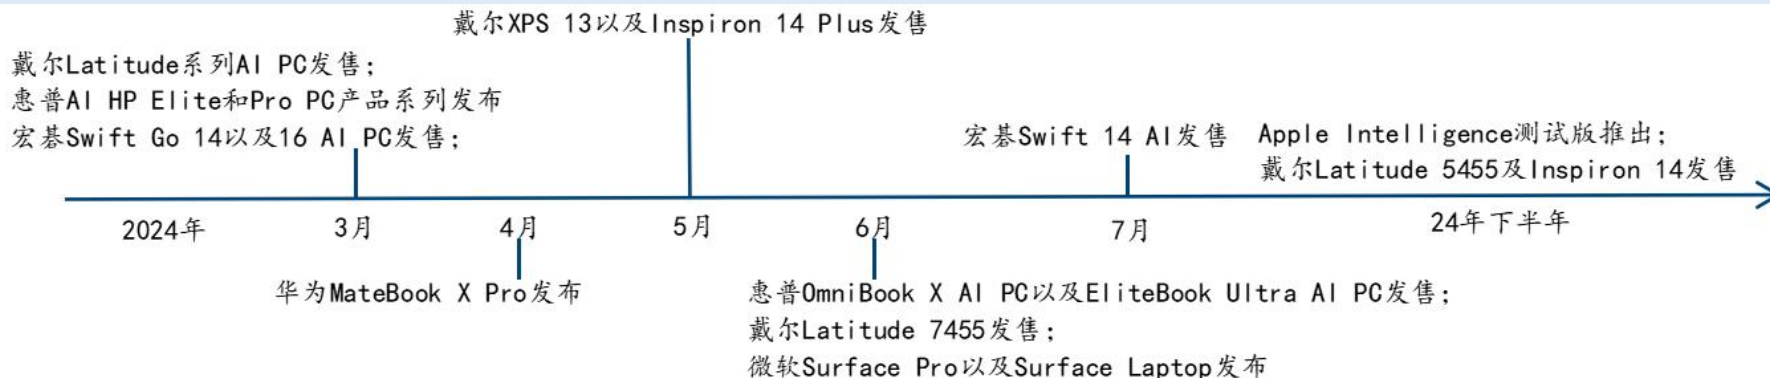 戴尔XPS 13以及Inspiron 14 Plus发售
戴尔Latitude系列AI PC发售；
惠普AI HP Elite和Pro PC产品系列发布
宏碁Swift Go 14以及16 AI PC发售；
宏碁Swift 14 AI发售
Apple Intelligence测试版推出；
戴尔Latitude 5455及Inspiron 14发售
2024年
3月
4月
5月
6月
7月
24年下半年
华为MateBook X Pro发布
惠普OmniBook X AI PC以及EliteBook Ultra AI PC发售；
戴尔Latitude 7455发售；
微软Surface Pro以及Surface Laptop发布